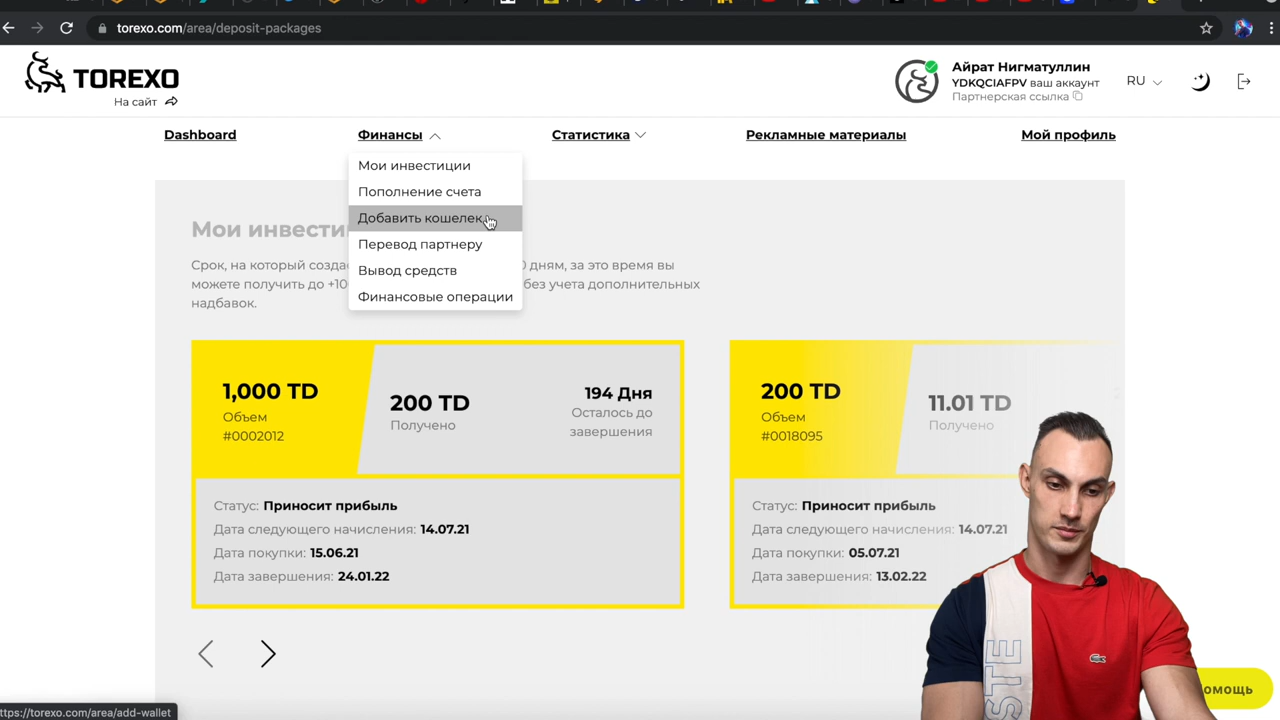 torexo.com/area/deposit-packages
TOREXO
На сайт
Айрат Нигматуллин
YDKQCIAFPV ваш аккаунт
Партнерская ссылка
RU
Dashboard
Финансы
Статистика
Рекламные материалы
Мой профиль
Мои инвестиции
Пополнение счета
Добавить кошелек
Перевод партнеру
Вывод средств
Финансовые операции
Мои
Срок, на который дням, за это время вы
можете получить до без учета дополнительных
надбавок.
1,000 TD
Объем
#0002012
200 TD
Получено
194 Дня
Осталось до
завершения
Статус: Приносит прибыль
Дата следующего начисления: 14.07.21
Дата покупки: 15.06.21
Дата завершения: 24.01.22
200 TD
Объем
#0018095
11.01 TD
Получено
Статус: Приносит прибыль
Дата следующего начисления: 14.07.21
Дата покупки: 05.07.21
Дата завершения: 13.02.22
ttps://torexo.com/area/add-wallet